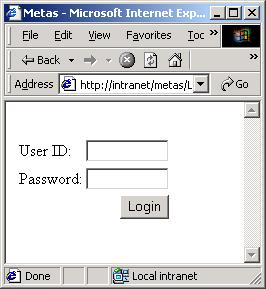 Metas - Microsoft Internet Exp...
File Edit View Favorites Toc »
Back »
Address http://intranet/metas/L Go
User ID:
Password:
Login
Done Local intranet